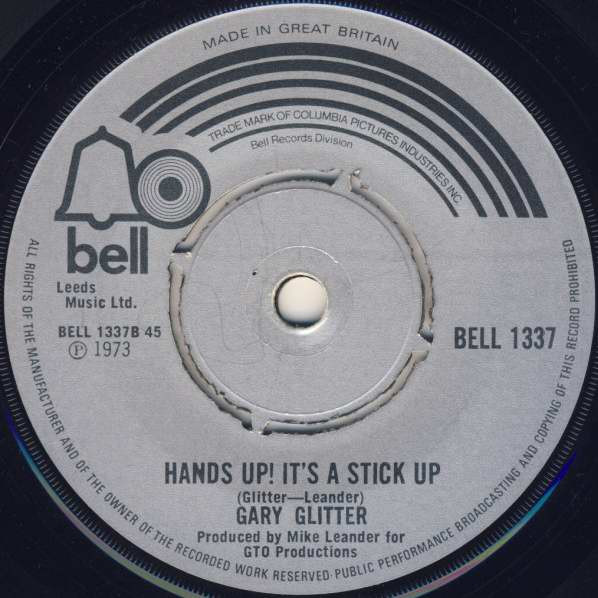 MADE IN GREAT BRITAIN
TRADE MARK OF COLUMBIA PICTURES INDUSTRIES INC.
Bell Records Division
bell
Leeds
Music Ltd.
BELL 1337B 45
Ⓟ 1973
BELL 1337
HANDS UP! IT'S A STICK UP
(Glitter—Leander)
GARY GLITTER
Produced by Mike Leander for
GTO Productions
ALL RIGHTS OF THE MANUFACTURER AND OF THE OWNER OF THE RECORDED WORK RESERVED·PUBLIC PERFORMANCE BROADCASTING AND COPYING OF THIS RECORD PROHIBITED